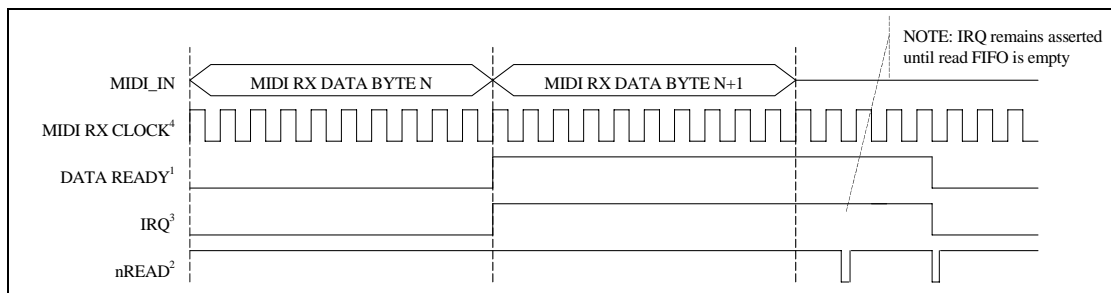 NOTE: IRQ remains asserted
until read FIFO is empty
MIDI_IN
MIDI RX DATA BYTE N
MIDI RX DATA BYTE N+1
MIDI RX CLOCK⁴
DATA READY¹
IRQ³
nREAD²